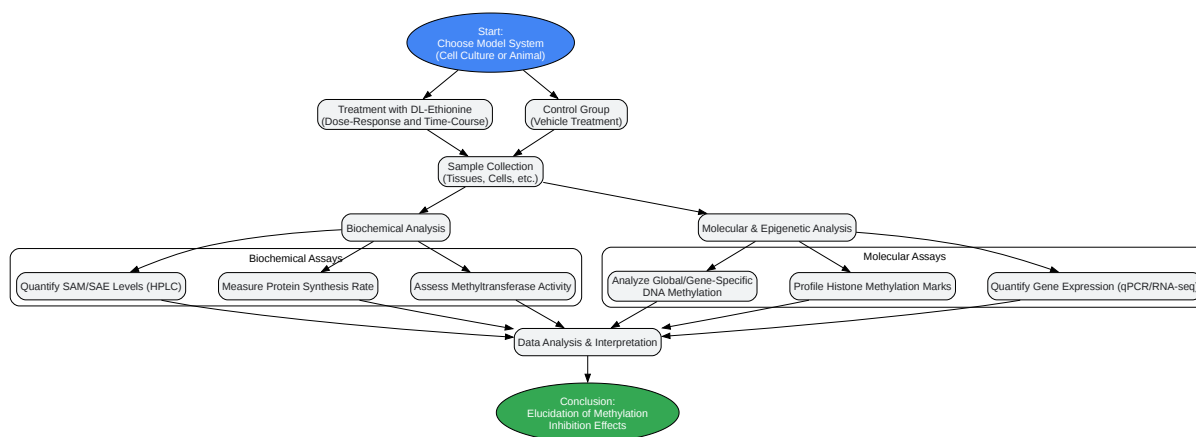 Start:
Choose Model System
(Cell Culture or Animal)
Treatment with DL-Ethionine
(Dose-Response and Time-Course)
Control Group
(Vehicle Treatment)
Sample Collection
(Tissues, Cells, etc.)
Biochemical Analysis
Molecular & Epigenetic Analysis
Biochemical Assays
Molecular Assays
Quantify SAM/SAE Levels (HPLC)
Measure Protein Synthesis Rate
Assess Methyltransferase Activity
Analyze Global/Gene-Specific
DNA Methylation
Profile Histone Methylation Marks
Quantify Gene Expression (qPCR/RNA-seq)
Data Analysis & Interpretation
Conclusion:
Elucidation of Methylation
Inhibition Effects